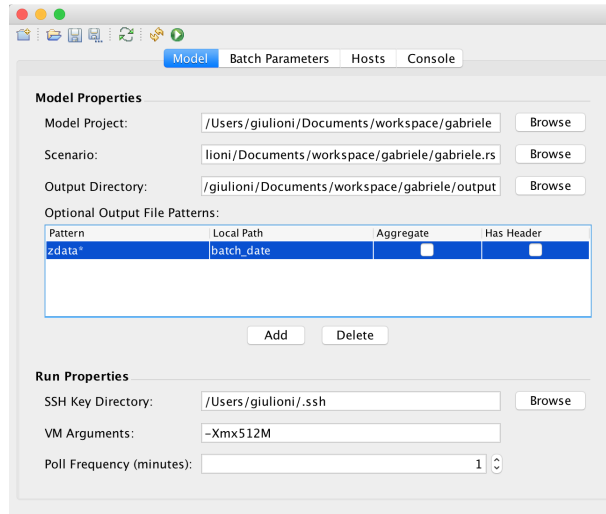 Model Batch Parameters Hosts Console
Model Properties
Model Project: /Users/giulioni/Documents/workspace/gabriele Browse
Scenario: lioni/Documents/workspace/gabriele/gabriele.rs Browse
Output Directory: /giulioni/Documents/workspace/gabriele/output Browse
Optional Output File Patterns:
Pattern Local Path Aggregate Has Header
zdata* batch_date
Add Delete
Run Properties
SSH Key Directory: /Users/giulioni/.ssh Browse
VM Arguments: -Xmx512M
Poll Frequency (minutes): 1